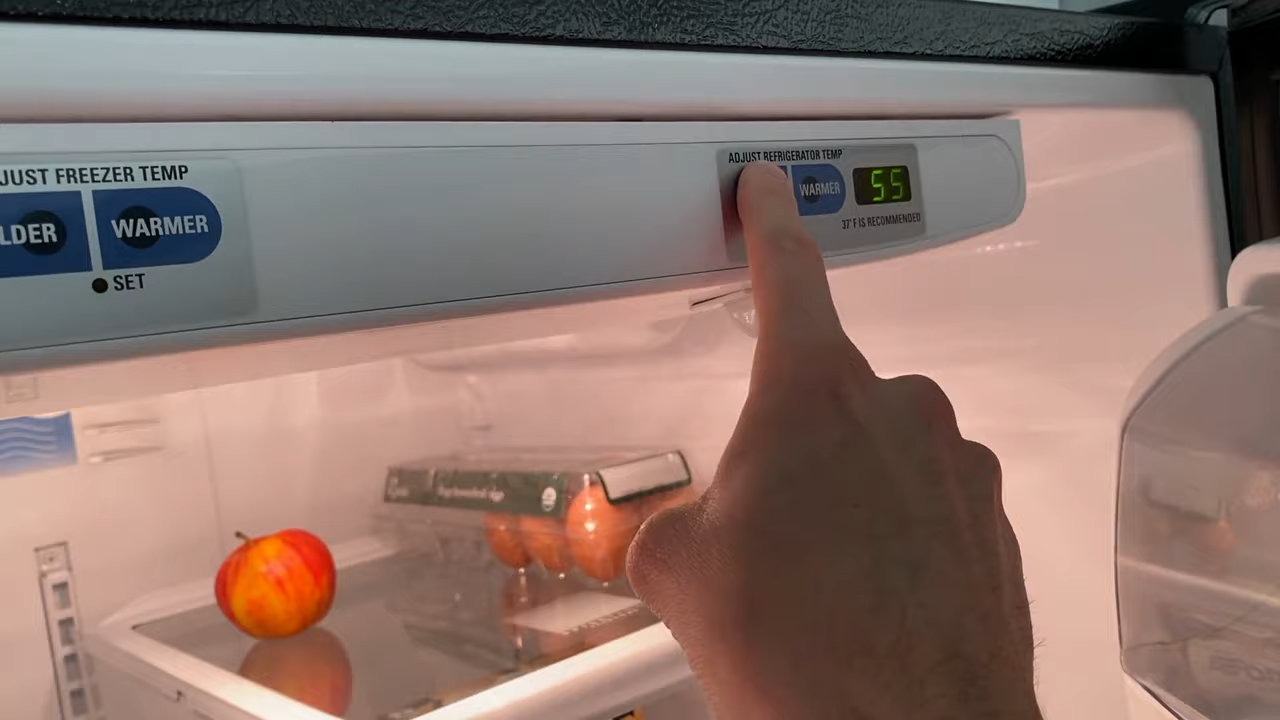 ADJUST REFRIGERATOR TEMP
JUST FREEZER TEMP
WARMER
55
LDER
WARMER
37°F IS RECOMMENDED
SET